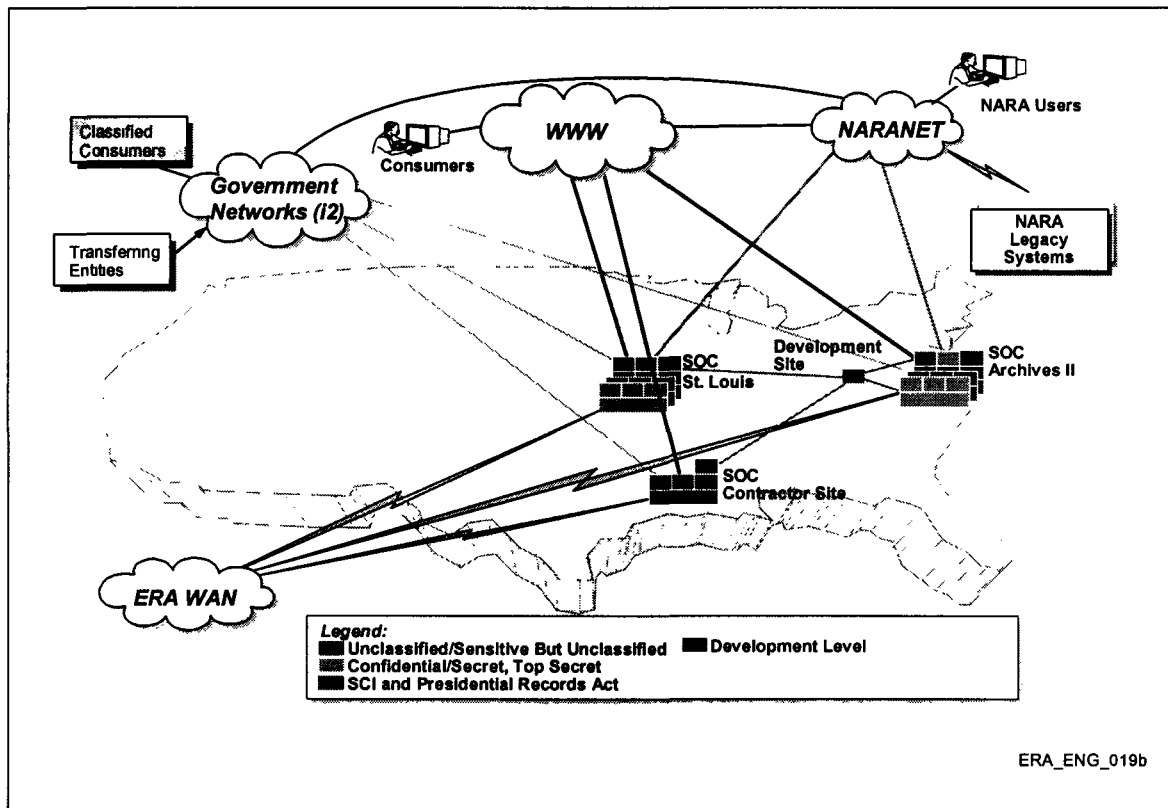 NARA Users
WWW
NARANET
Classified
Consumers
Consumers
Government
Networks (i2)
Transferring
Entities
NARA
Legacy
Systems
Development
Site
SOC
St. Louis
SOC
Archives II
SOC
Contractor Site
ERA WAN
Legend:
Unclassified/Sensitive But Unclassified
Development Level
Confidential/Secret, Top Secret
SCI and Presidential Records Act
ERA_ENG_019b